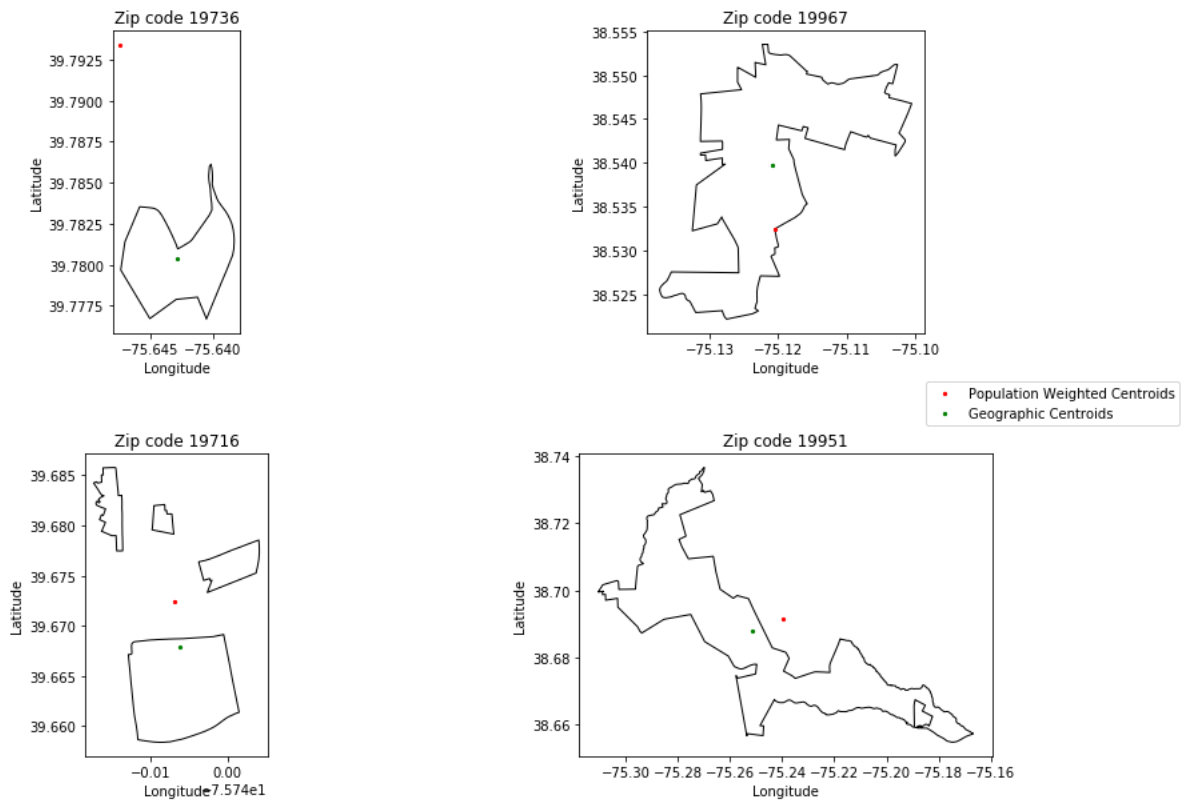 Zip code 19736
39.7925
39.7900
39.7875
39.7850
39.7825
39.7800
39.7775
Latitude
−75.645 −75.640
Longitude
Zip code 19967
38.555
38.550
38.545
38.540
38.535
38.530
38.525
Latitude
−75.13 −75.12 −75.11 −75.10
Longitude
Population Weighted Centroids
Geographic Centroids
Zip code 19716
39.685
39.680
39.675
39.670
39.665
39.660
Latitude
−0.01 0.00
Longitude
−7.574e1
Zip code 19951
38.74
38.72
38.70
38.68
38.66
Latitude
−75.30 −75.28 −75.26 −75.24 −75.22 −75.20 −75.18 −75.16
Longitude